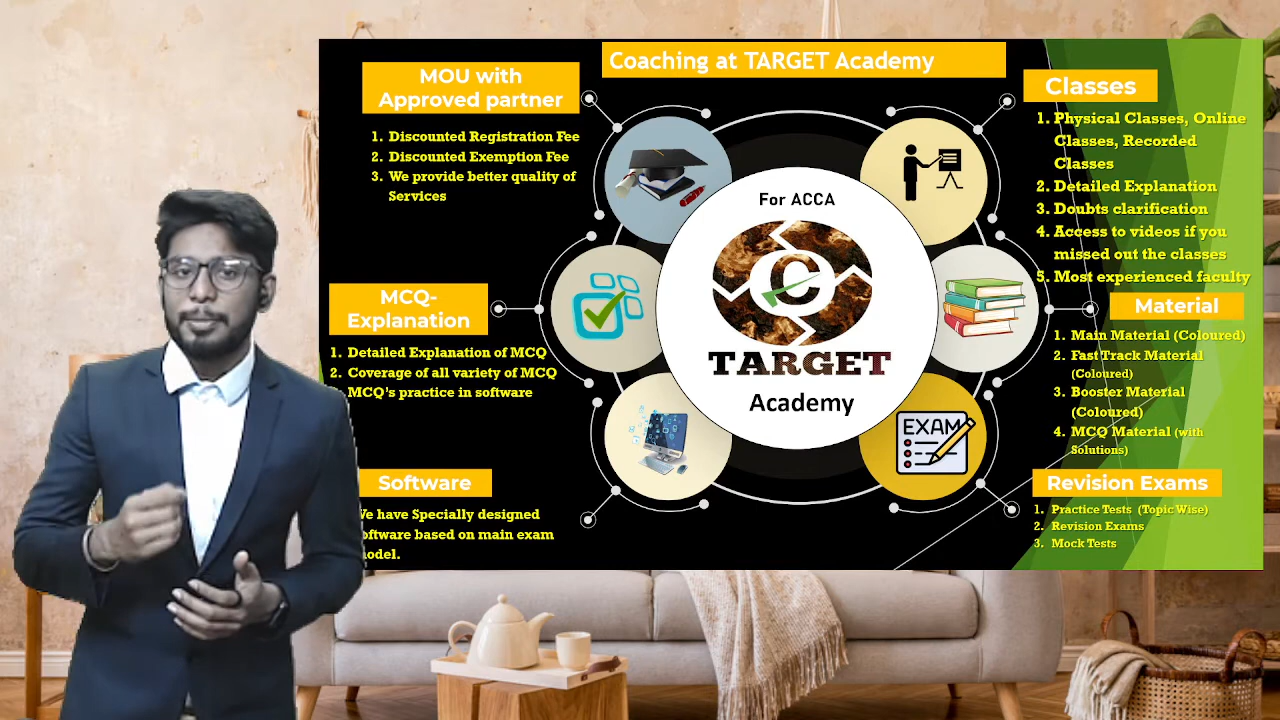 Coaching at TARGET Academy
MOU with
Approved partner
1. Discounted Registration Fee
2. Discounted Exemption Fee
3. We provide better quality of
Services
MCQ-
Explanation
1. Detailed Explanation of MCQ
2. Coverage of all variety of MCQ
MCQ's practice in software
Software
We have Specially designed
software based on main exam
model.
For ACCA
C
TARGET
Academy
EXAM
Classes
1. Physical Classes, Online
Classes, Recorded
Classes
2. Detailed Explanation
3. Doubts clarification
4. Access to videos if you
missed out the classes
5. Most experienced faculty
Material
1. Main Material (Coloured)
2. Fast Track Material
(Coloured)
3. Booster Material
(Coloured)
4. MCQ Material (with
Solutions)
Revision Exams
1. Practice Tests (Topic Wise)
2. Revision Exams
3. Mock Tests